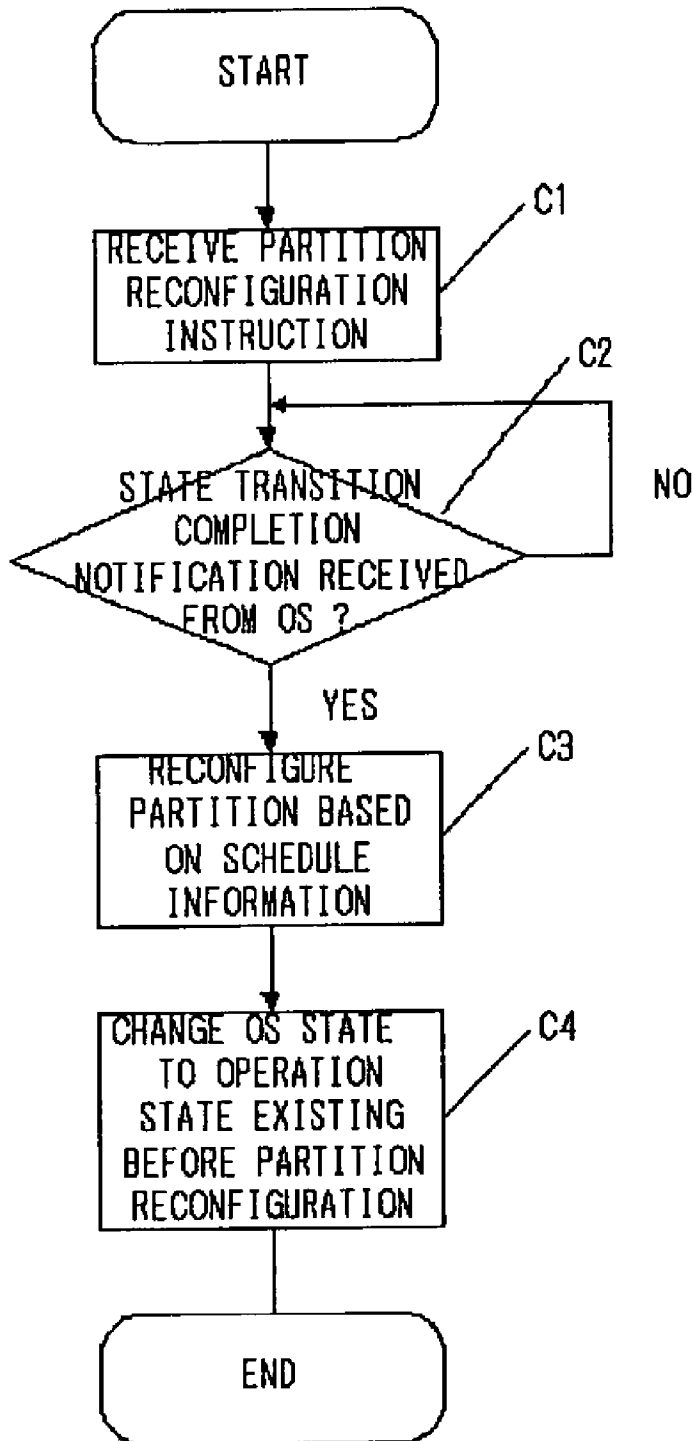 START
C1
RECEIVE PARTITION
RECONFIGURATION
INSTRUCTION
C2
STATE TRANSITION
COMPLETION
NOTIFICATION RECEIVED
FROM OS ?
NO
YES
C3
RECONFIGURE
PARTITION BASED
ON SCHEDULE
INFORMATION
C4
CHANGE OS STATE
TO OPERATION
STATE EXISTING
BEFORE PARTITION
RECONFIGURATION
END